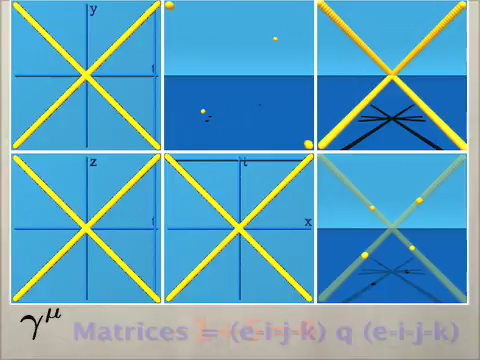 y
t
z
t
t
x
γ^μ Matrices = (e-i-j-k) q (e-i-j-k)